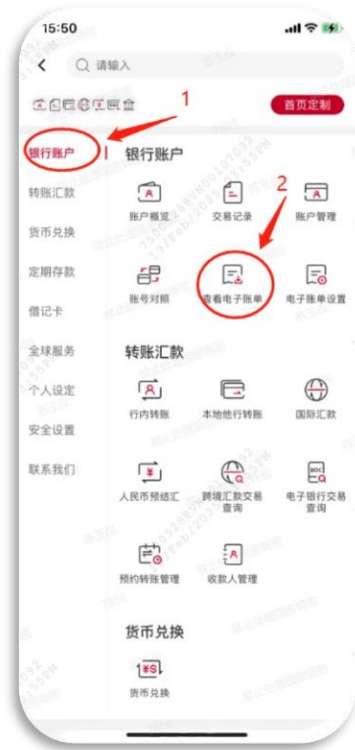 15:50
请输入
首页定制
1
银行账户
银行账户
转账汇款
账户概览
交易记录
账户管理
2
货币兑换
定期存款
账号对照
查看电子账单
电子账单设置
借记卡
全球服务
转账汇款
个人设定
行内转账
本地他行转账
国际汇款
安全设置
联系我们
人民币预结汇
跨境汇款交易
查询
电子银行交易
查询
BOC
预约转账管理
收款人管理
货币兑换
货币兑换